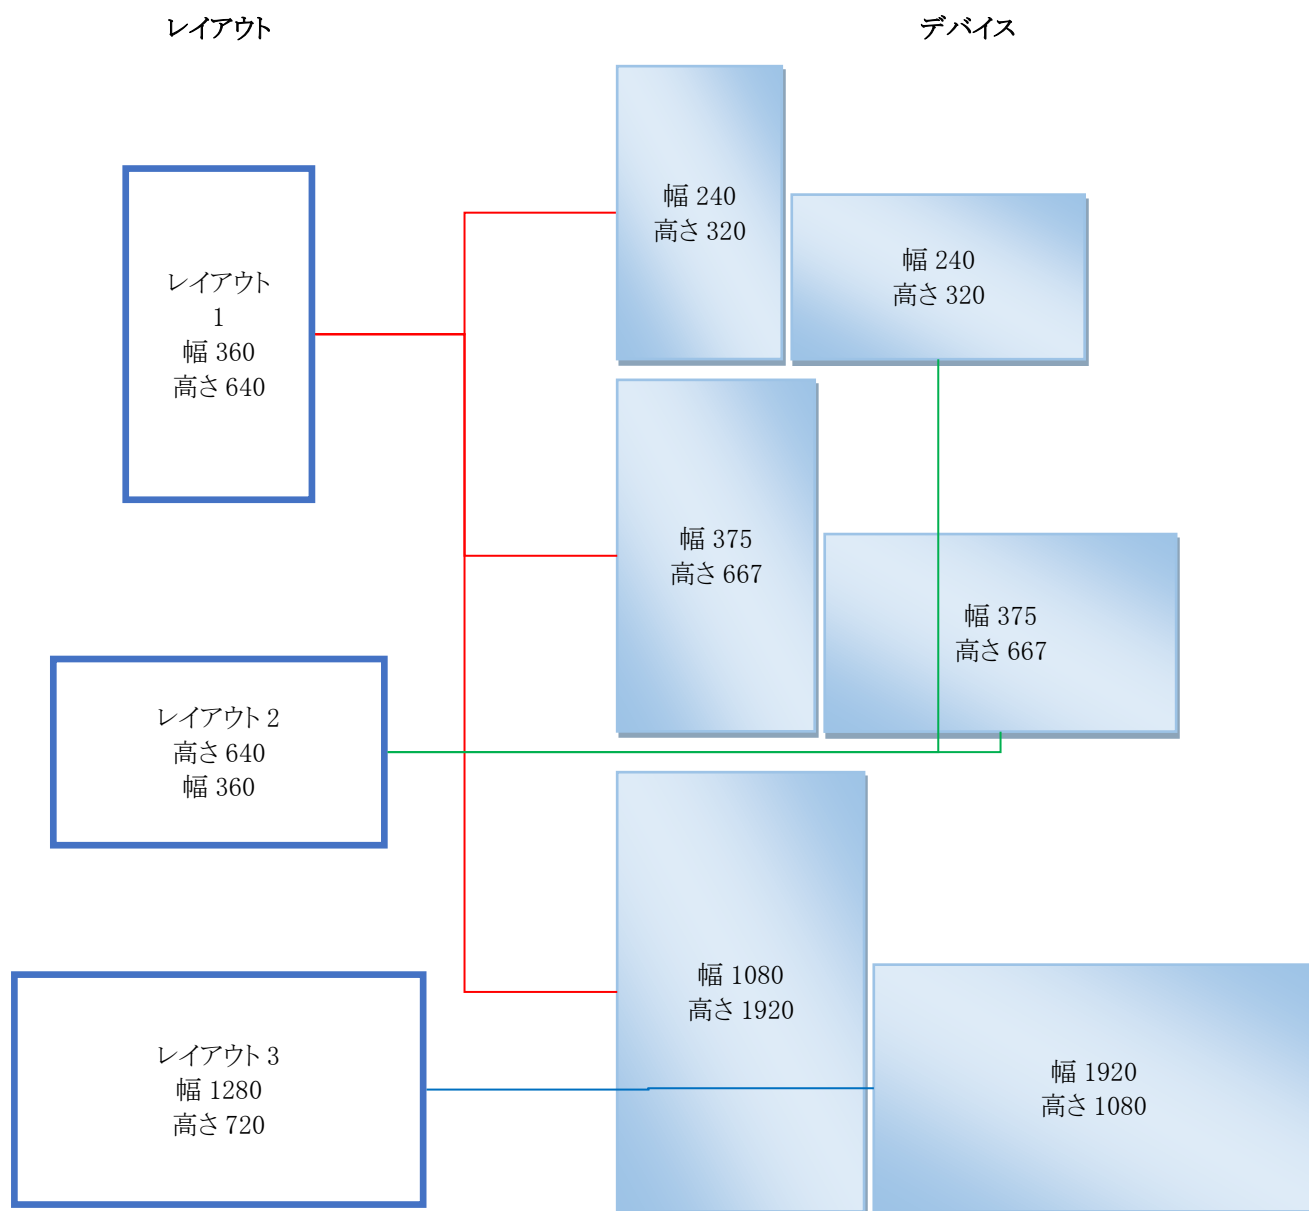 レイアウト
デバイス
レイアウト
1
幅 360
高さ 640
レイアウト 2
高さ 640
幅 360
レイアウト 3
幅 1280
高さ 720
幅 240
高さ 320
幅 240
高さ 320
幅 375
高さ 667
幅 375
高さ 667
幅 1080
高さ 1920
幅 1920
高さ 1080